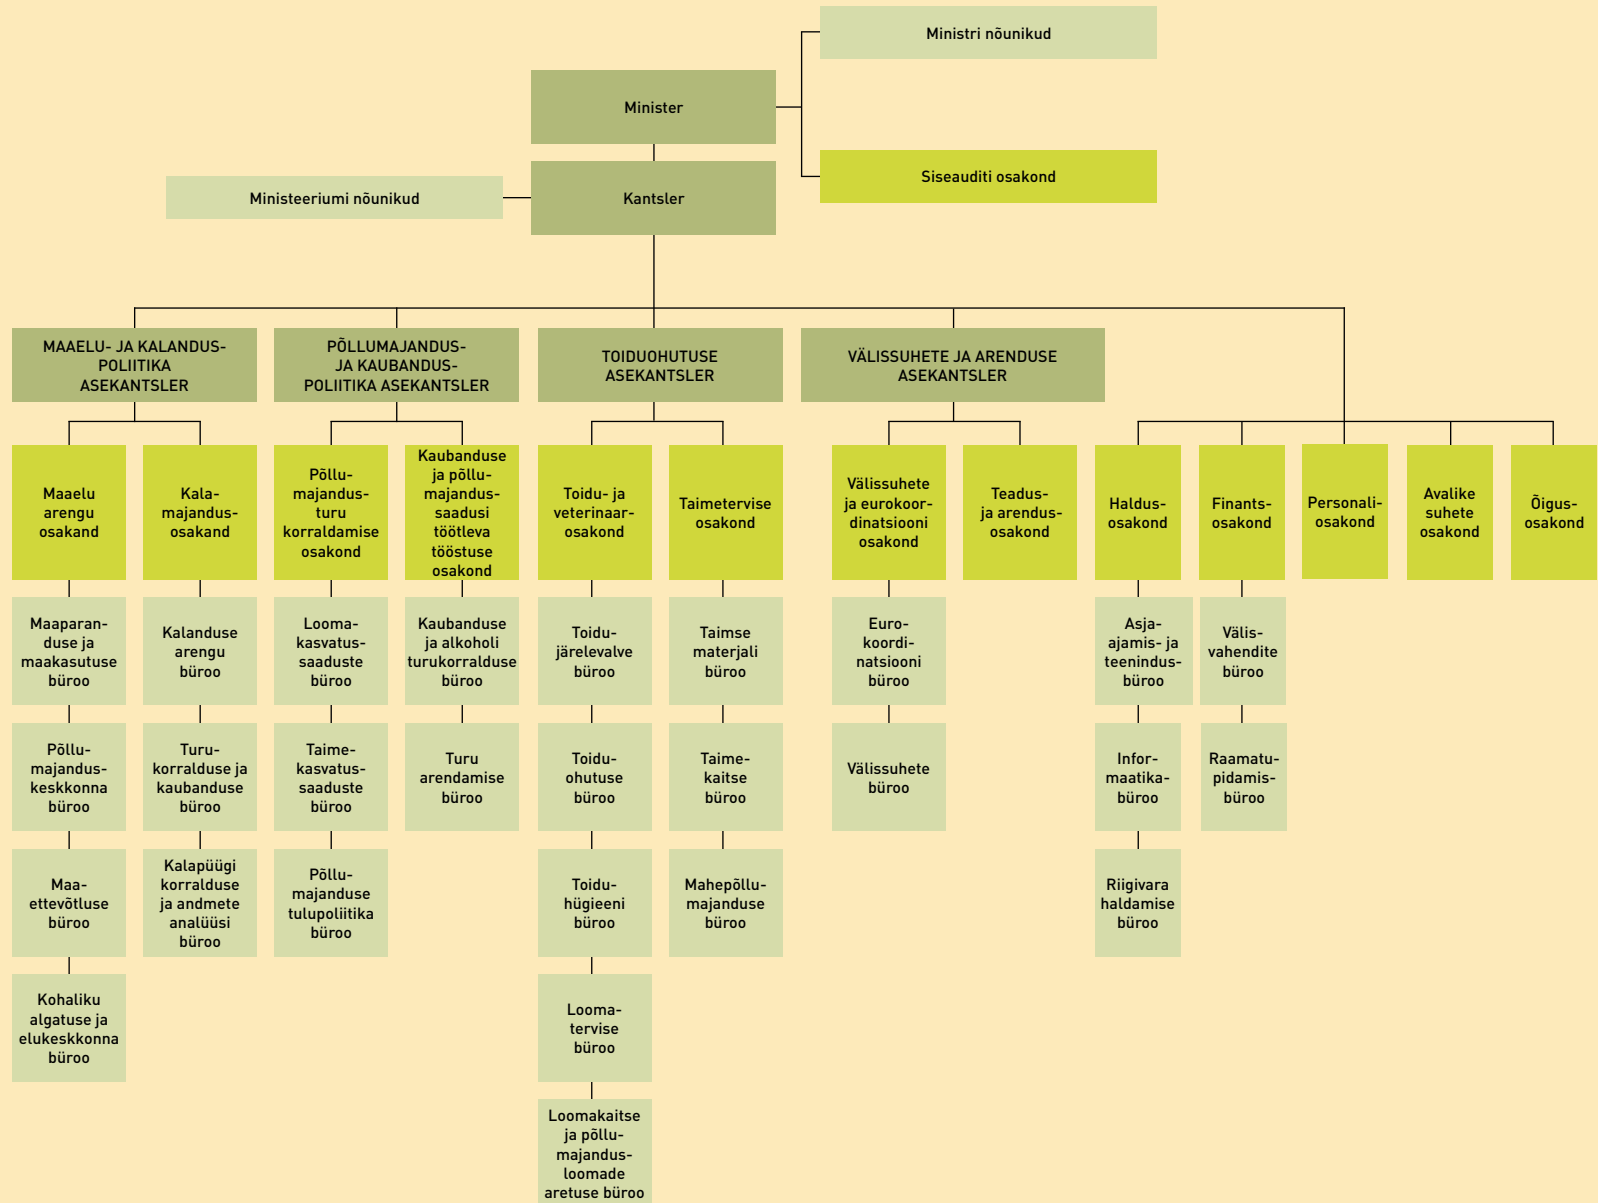 Ministri nõunikud
Minister
Siseauditi osakond
Ministeeriumi nõunikud
Kantsler
MAAELU- JA KALANDUS-
POLIITIKA
ASEKANTSLER
PÕLLUMAJANDUS-
JA KAUBANDUS-
POLIITIKA ASEKANTSLER
TOIDUOHUTUSE
ASEKANTSLER
VÄLISSUHETE JA ARENDUSE
ASEKANTSLER
Maaelu
arengu
osakand
Kala-
majandus-
osakand
Põllu-
majandus-
turu
korraldamise
osakond
Kaubanduse
ja põllu-
majandus-
saadusi
töötleva
tööstuse
osakond
Toidu- ja
veterinaar-
osakond
Taimetervise
osakond
Välissuhete
ja eurokoor-
dinatsiooni
osakond
Teadus-
ja arendus-
osakond
Haldus-
osakond
Finants-
osakond
Personali-
osakond
Avalike
suhete
osakond
Õigus-
osakond
Maaparan-
duse ja
maakasutuse
büroo
Kalanduse
arengu
büroo
Looma-
kasvatus-
saaduste
büroo
Kaubanduse
ja alkoholi
turukorralduse
büroo
Toidu-
järelevalve
büroo
Taimse
materjali
büroo
Euro-
koordi-
natsiooni
büroo
Asja-
ajamis- ja
teenindus-
büroo
Välis-
vahendite
büroo
Põllu-
majandus-
keskkonna
büroo
Turu-
korralduse ja
kaubanduse
büroo
Taime-
kasvatus-
saaduste
büroo
Turu
arendamise
büroo
Toidu-
ohutuse
büroo
Taime-
kaitse
büroo
Välissuhete
büroo
Infor-
maatika-
büroo
Raamatu-
pidamis-
büroo
Maa-
ettevõtluse
büroo
Kalapüügi
korralduse
ja andmete
analüüsi
büroo
Põllu-
majanduse
tulupoliitika
büroo
Toidu-
hügieeni
büroo
Mahepõllu-
majanduse
büroo
Riigivara
haldamise
büroo
Kohaliku
algatuse ja
elukeskkonna
büroo
Looma-
tervise
büroo
Loomakaitse
ja põllu-
majandus-
loomade
aretuse büroo